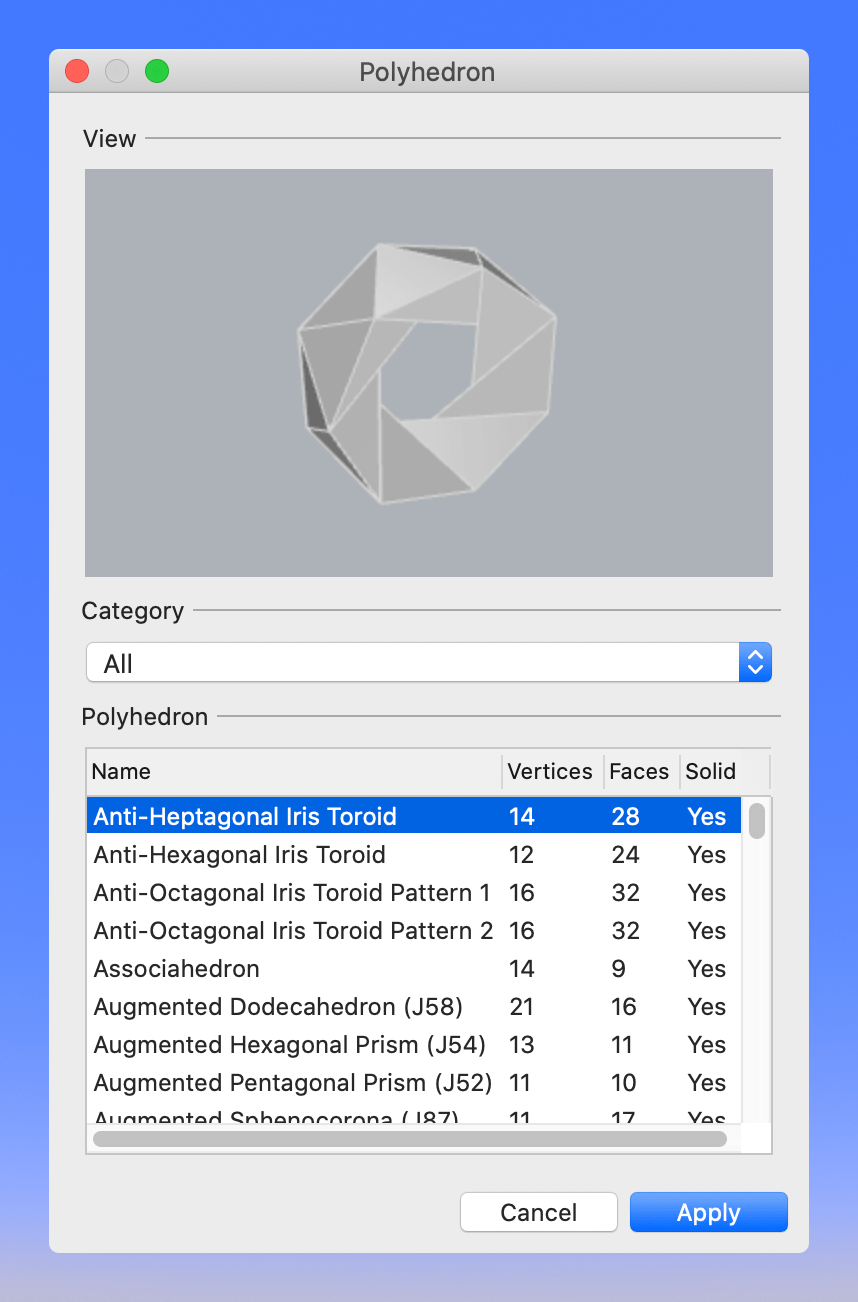 Polyhedron
View
Category
All
Polyhedron
Name Vertices Faces Solid
Anti-Heptagonal Iris Toroid 14 28 Yes
Anti-Hexagonal Iris Toroid 12 24 Yes
Anti-Octagonal Iris Toroid Pattern 1 16 32 Yes
Anti-Octagonal Iris Toroid Pattern 2 16 32 Yes
Associahedron 14 9 Yes
Augmented Dodecahedron (J58) 21 16 Yes
Augmented Hexagonal Prism (J54) 13 11 Yes
Augmented Pentagonal Prism (J52) 11 10 Yes
Augmented Sphenocorona (J87) 11 17 Yes
Cancel Apply